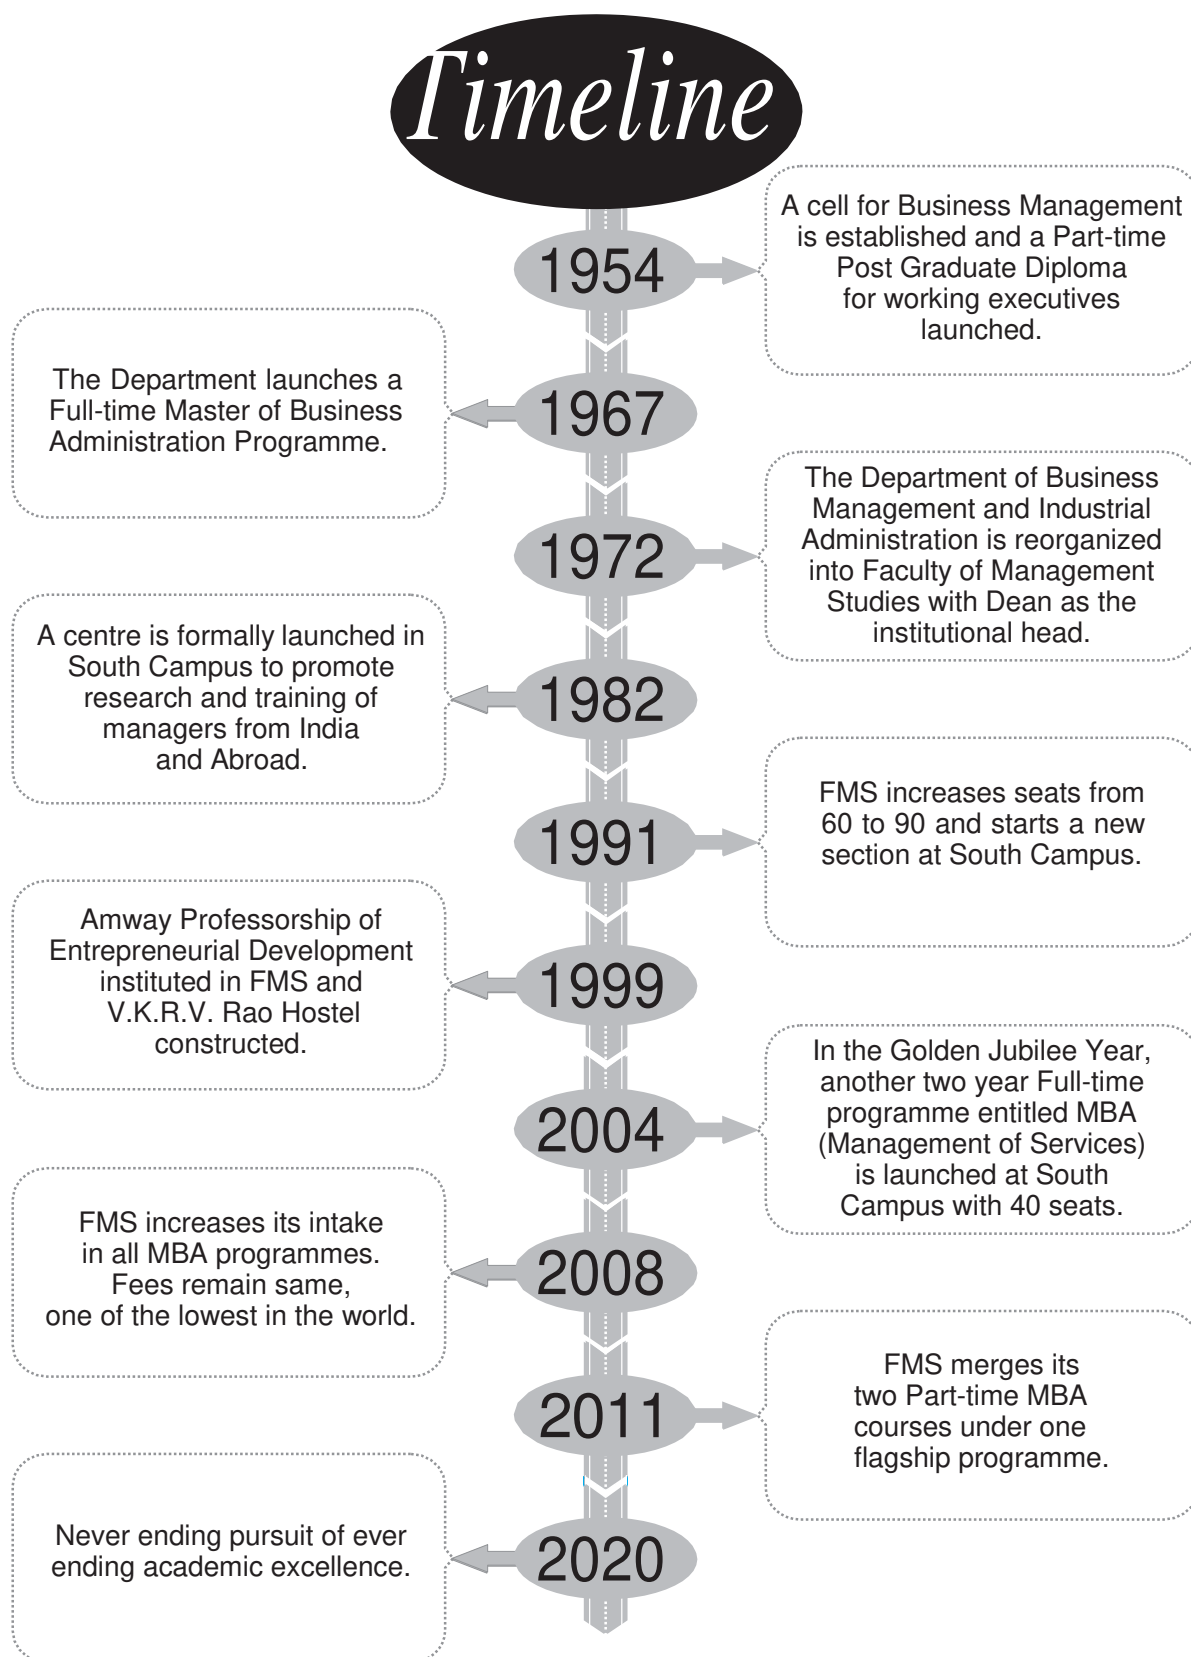 Timeline
1954
A cell for Business Management
is established and a Part-time
Post Graduate Diploma
for working executives
launched.
1967
The Department launches a
Full-time Master of Business
Administration Programme.
1972
The Department of Business
Management and Industrial
Administration is reorganized
into Faculty of Management
Studies with Dean as the
institutional head.
1982
A centre is formally launched in
South Campus to promote
research and training of
managers from India
and Abroad.
1991
FMS increases seats from
60 to 90 and starts a new
section at South Campus.
1999
Amway Professorship of
Entrepreneurial Development
instituted in FMS and
V.K.R.V. Rao Hostel
constructed.
2004
In the Golden Jubilee Year,
another two year Full-time
programme entitled MBA
(Management of Services)
is launched at South
Campus with 40 seats.
2008
FMS increases its intake
in all MBA programmes.
Fees remain same,
one of the lowest in the world.
2011
FMS merges its
two Part-time MBA
courses under one
flagship programme.
2020
Never ending pursuit of ever
ending academic excellence.